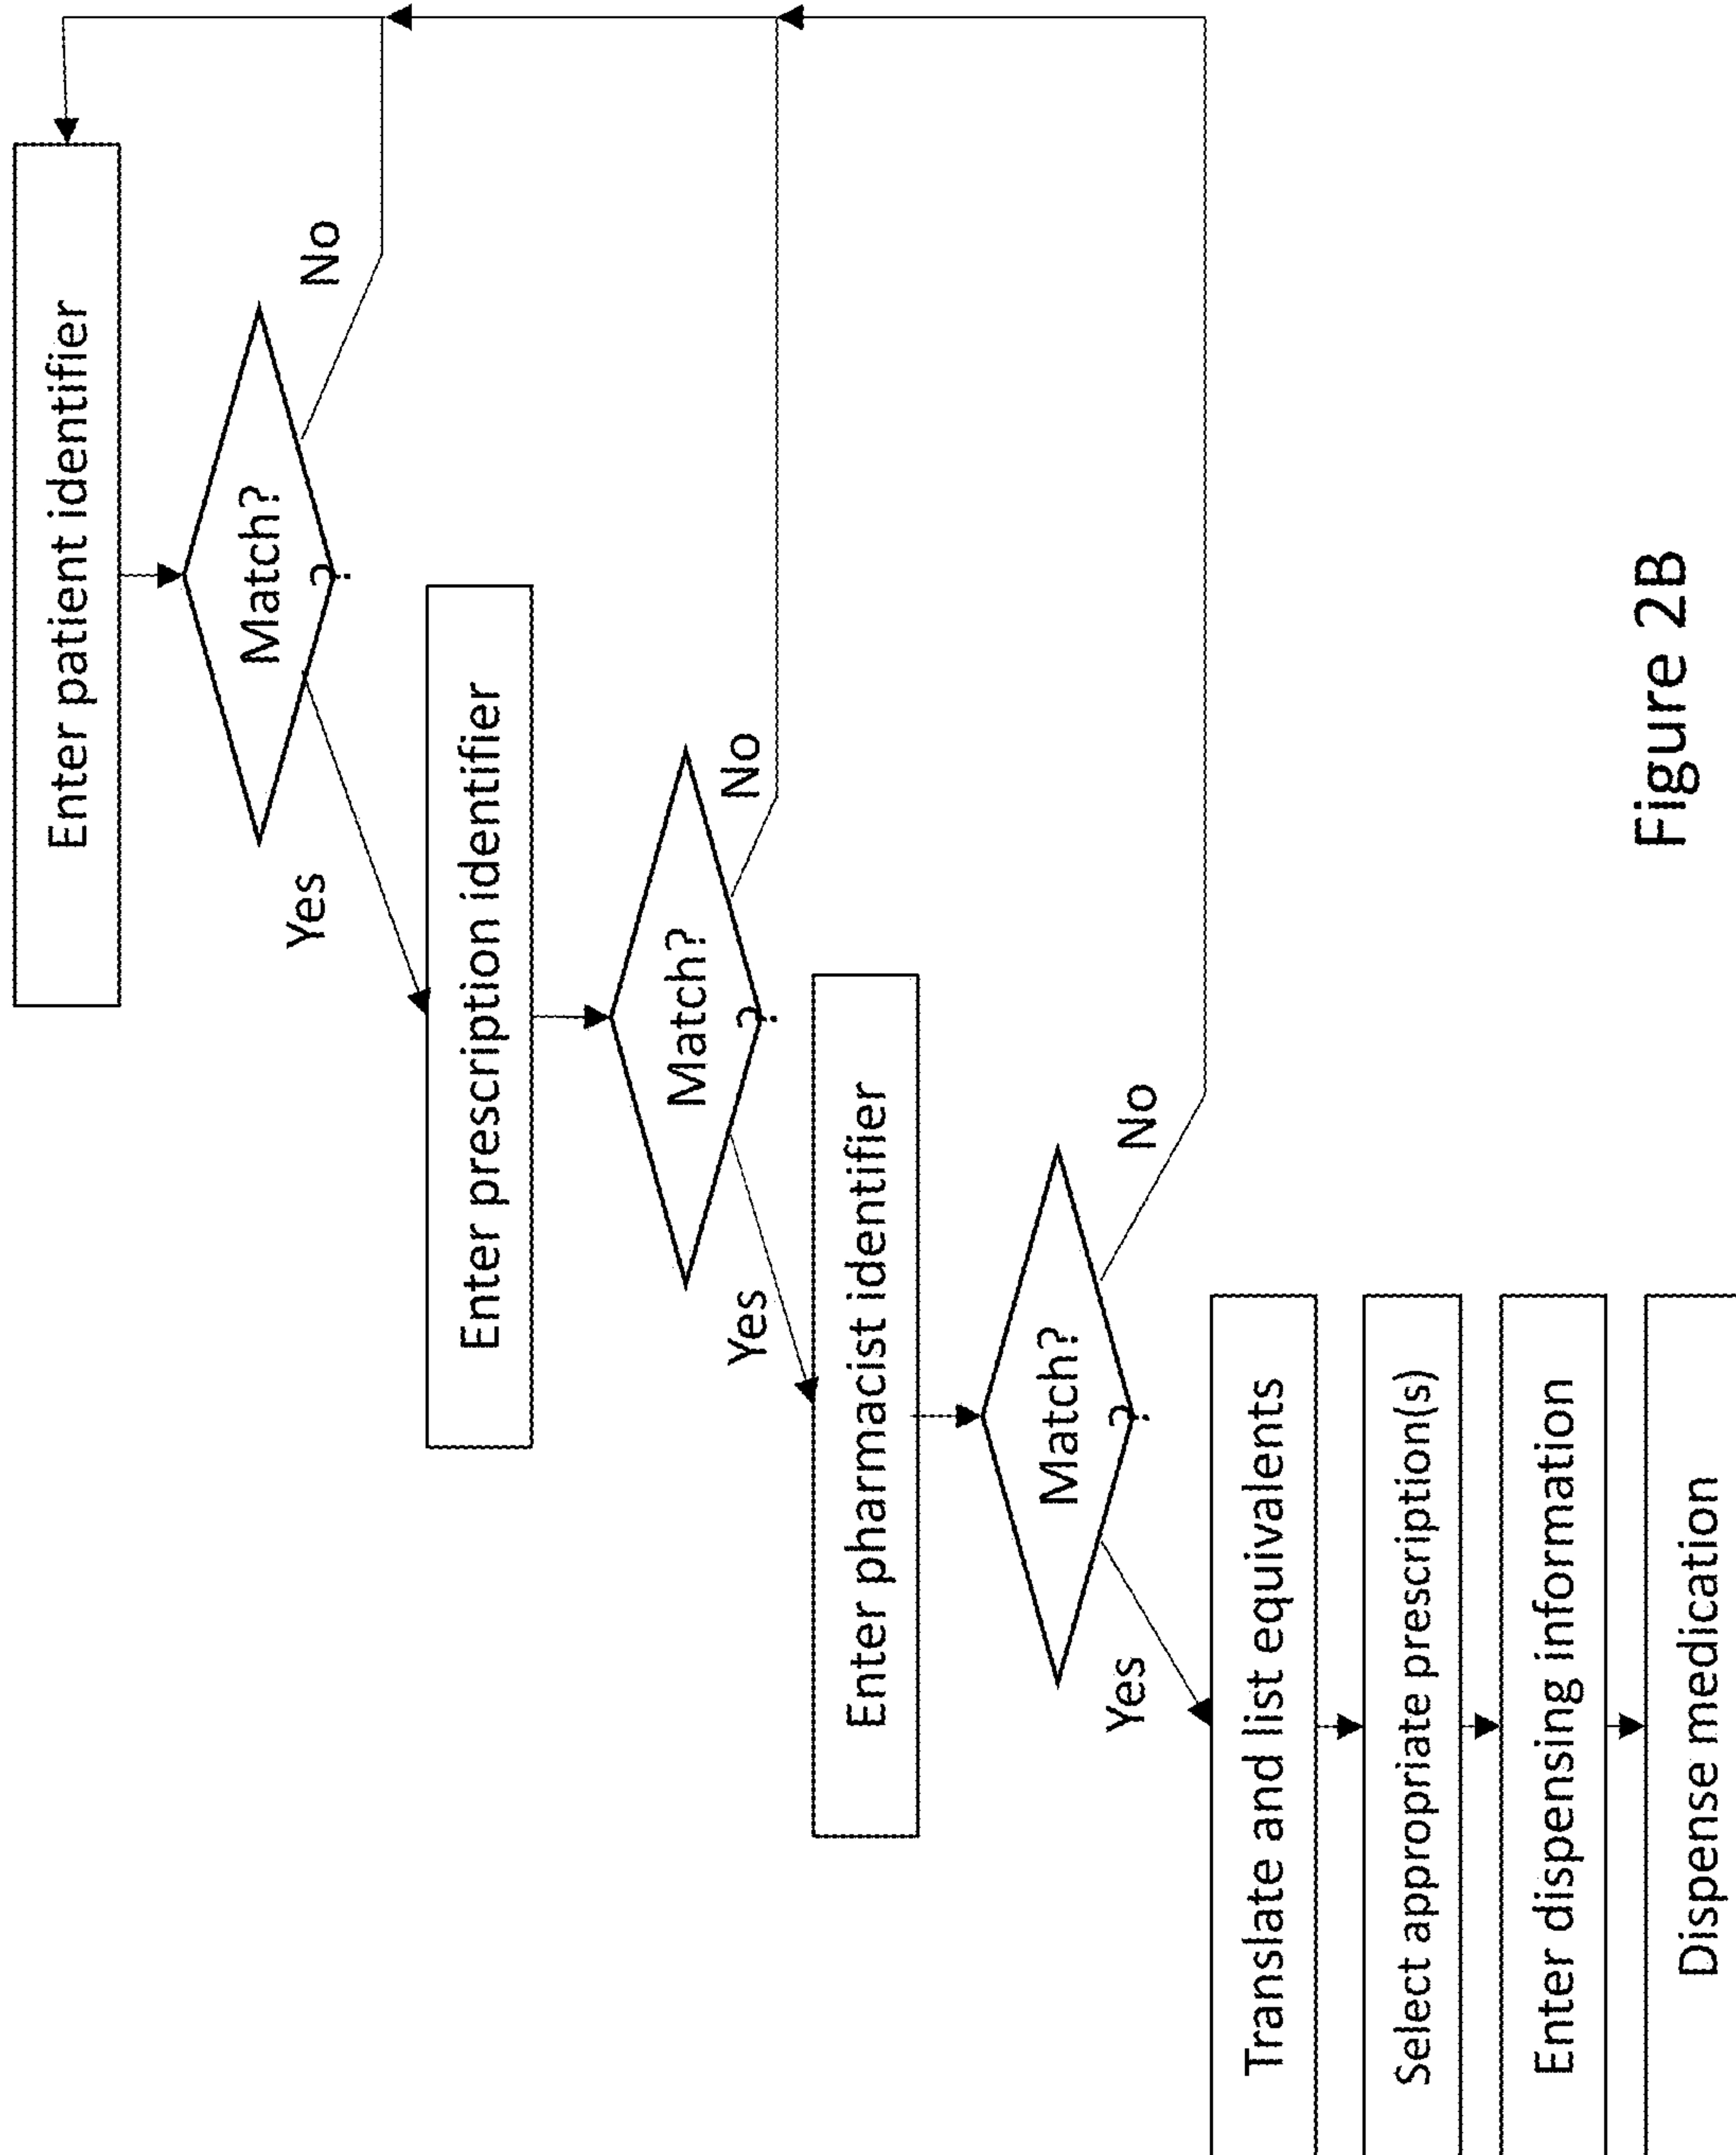 Enter patient identifier
Match?
?
No
Yes
Enter prescription identifier
Match?
?
No
Yes
Enter pharmacist identifier
Match?
?
No
Yes
Translate and list equivalents
Select appropriate prescription(s)
Enter dispensing information
Dispense medication
Figure 2B